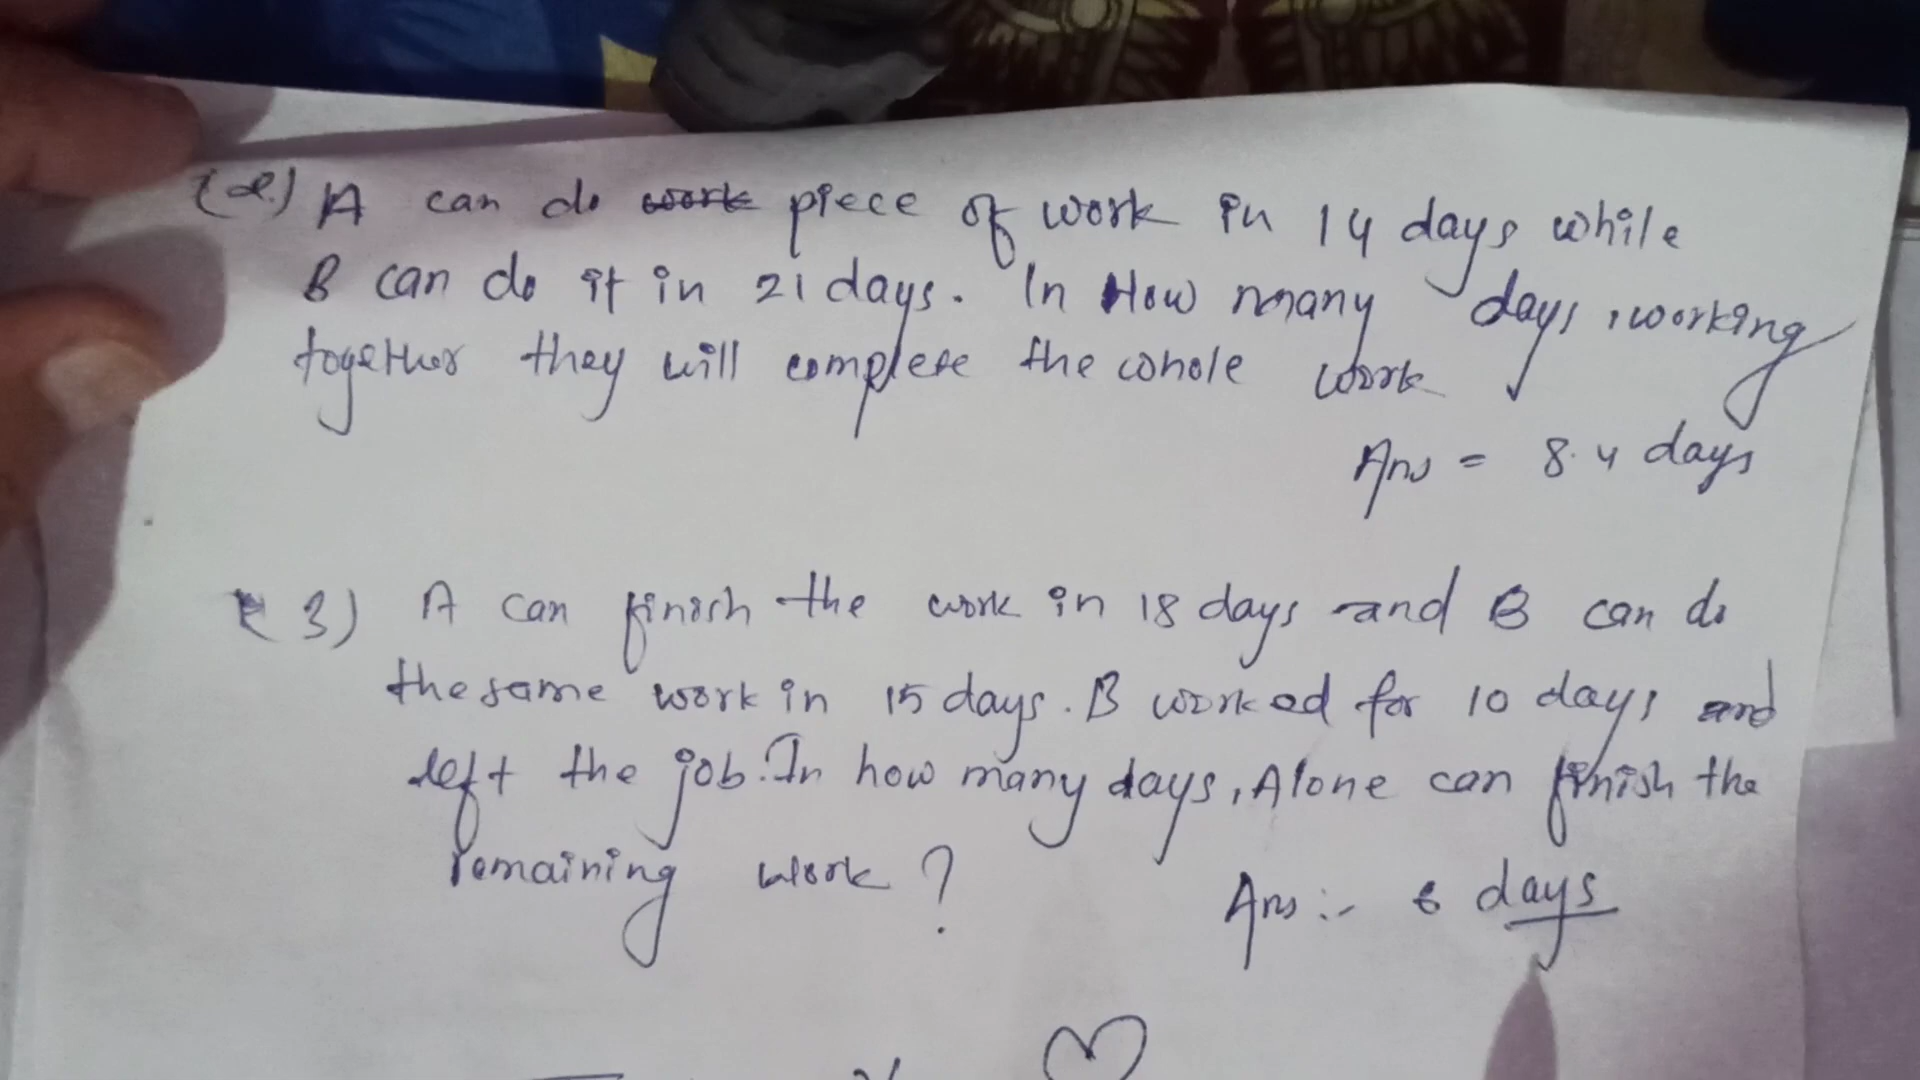 (2.) A can do work piece of work in 14 days while
B can do it in 21 days. In How many days, working
together they will complete the whole work
Ans = 8.4 days
3) A can finish the work in 18 days and B can do
the same work in 15 days. B worked for 10 days and
left the job. In how many days, Alone can finish the
remaining work ?
Ans :- 6 days